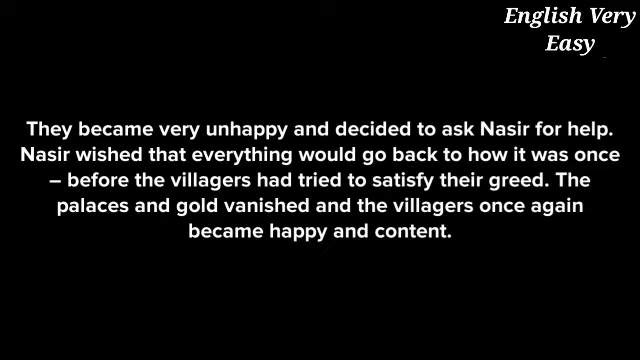 English Very
Easy
They became very unhappy and decided to ask Nasir for help.
Nasir wished that everything would go back to how it was once
– before the villagers had tried to satisfy their greed. The
palaces and gold vanished and the villagers once again
became happy and content.